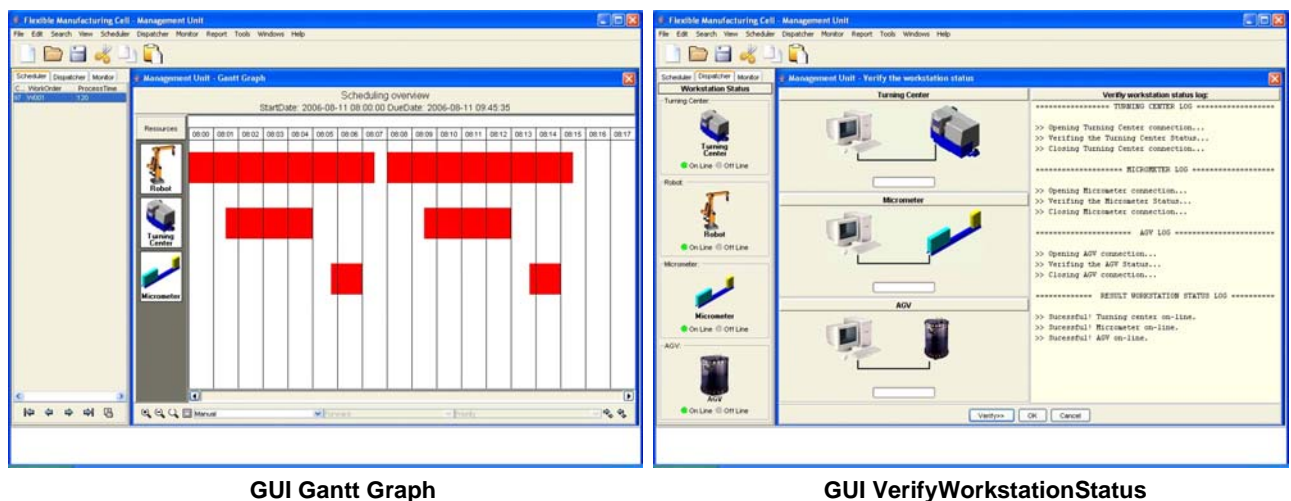 Flexible Manufacturing Cell - Management Unit
File Edit Search View Scheduler Dispatcher Monitor Report Tools Windows Help
Scheduler Dispatcher Monitor
C... WorkOrder ProcessTime
W001 120
Management Unit - Gantt Graph
Scheduling overview
StartDate: 2006-08-11 08:00:00 DueDate: 2006-08-11 09:45:35
Resources 08:00 08:01 08:02 08:03 08:04 08:05 08:06 08:07 08:08 08:09 08:10 08:11 08:12 08:13 08:14 08:15 08:16 08:17
Robot
Turning
Center
Micrometer
Manual Forward Priority
GUI Gantt Graph
Flexible Manufacturing Cell - Management Unit
File Edit Search View Scheduler Dispatcher Monitor Report Tools Windows Help
Scheduler Dispatcher Monitor
Workstation Status
Turning Center:
Turning
Center
On Line Off Line
Robot:
Robot
On Line Off Line
Micrometer:
Micrometer
On Line Off Line
AGV:
AGV
On Line Off Line
Management Unit - Verify the workstation status
Turning Center
Micrometer
AGV
Verifiy workstation status log:
================= TURNING CENTER LOG ==================
>> Opening Turning Center connection...
>> Verifing the Turning Center Status...
>> Closing Turning Center connection...
==================== MICROMETER LOG ===================
>> Opening Micrometer connection...
>> Verifing the Micrometer Status...
>> Closing Micrometer connection...
====================== AGV LOG =======================
>> Opening AGV connection...
>> Verifing the AGV Status...
>> Closing AGV connection...
============= RESULT WORKSTATION STATUS LOG ==========
>> Sucessful! Turning center on-line.
>> Sucessful! Micrometer on-line.
>> Sucessful! AGV on-line.
Verify>> OK Cancel
GUI VerifyWorkstationStatus